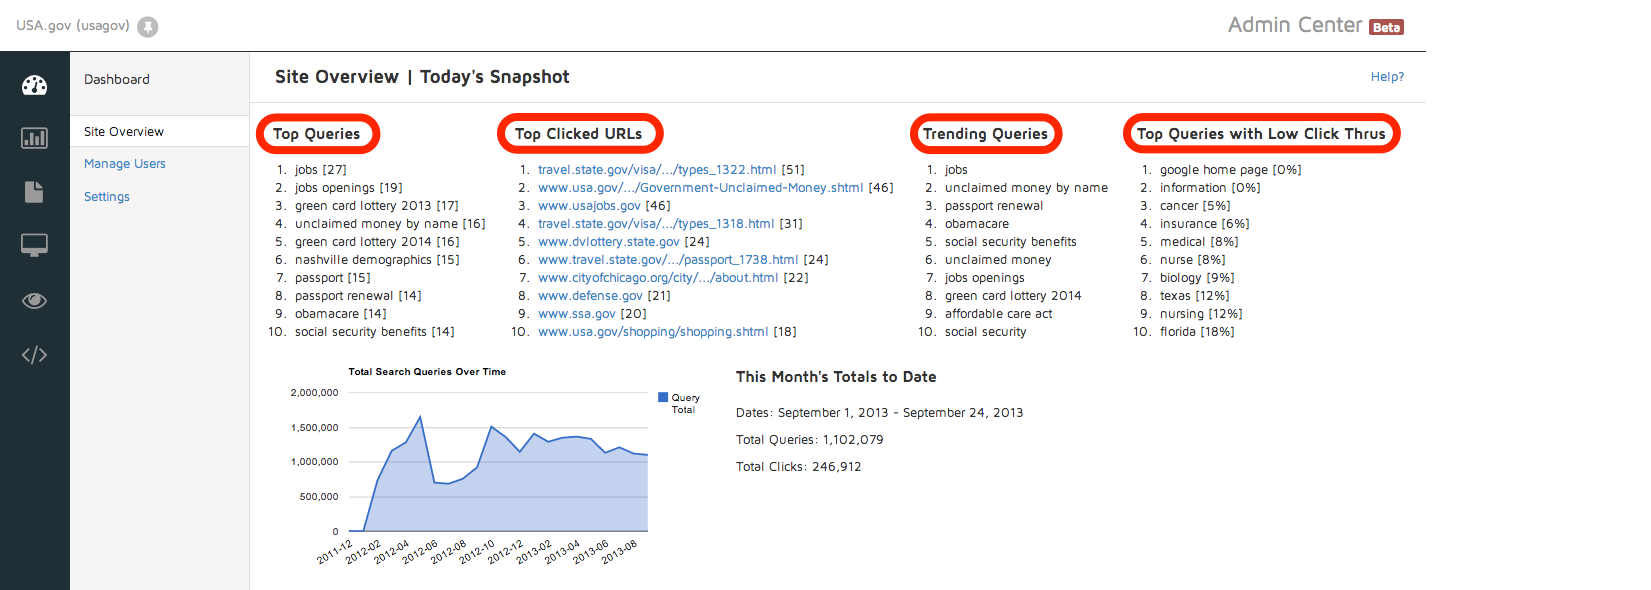 USA.gov (usagov)
Admin Center Beta
Dashboard
Site Overview
Manage Users
Settings
Site Overview | Today's Snapshot
Help?
Top Queries
1. jobs [27]
2. jobs openings [19]
3. green card lottery 2013 [17]
4. unclaimed money by name [16]
5. green card lottery 2014 [16]
6. nashville demographics [15]
7. passport [15]
8. passport renewal [14]
9. obamacare [14]
10. social security benefits [14]
Top Clicked URLs
1. travel.state.gov/visa/.../types_1322.html [51]
2. www.usa.gov/.../Government-Unclaimed-Money.shtml [46]
3. www.usajobs.gov [46]
4. travel.state.gov/visa/.../types_1318.html [31]
5. www.dvlottery.state.gov [24]
6. www.travel.state.gov/.../passport_1738.html [24]
7. www.cityofchicago.org/city/.../about.html [22]
8. www.defense.gov [21]
9. www.ssa.gov [20]
10. www.usa.gov/shopping/shopping.shtml [18]
Trending Queries
1. jobs
2. unclaimed money by name
3. passport renewal
4. obamacare
5. social security benefits
6. unclaimed money
7. jobs openings
8. green card lottery 2014
9. affordable care act
10. social security
Top Queries with Low Click Thrus
1. google home page [0%]
2. information [0%]
3. cancer [5%]
4. insurance [6%]
5. medical [8%]
6. nurse [8%]
7. biology [9%]
8. texas [12%]
9. nursing [12%]
10. florida [18%]
Total Search Queries Over Time
2,000,000
1,500,000
1,000,000
500,000
0
2011-12
2012-02
2012-04
2012-06
2012-08
2012-10
2012-12
2013-02
2013-04
2013-06
2013-08
Query
Total
This Month's Totals to Date
Dates: September 1, 2013 - September 24, 2013
Total Queries: 1,102,079
Total Clicks: 246,912